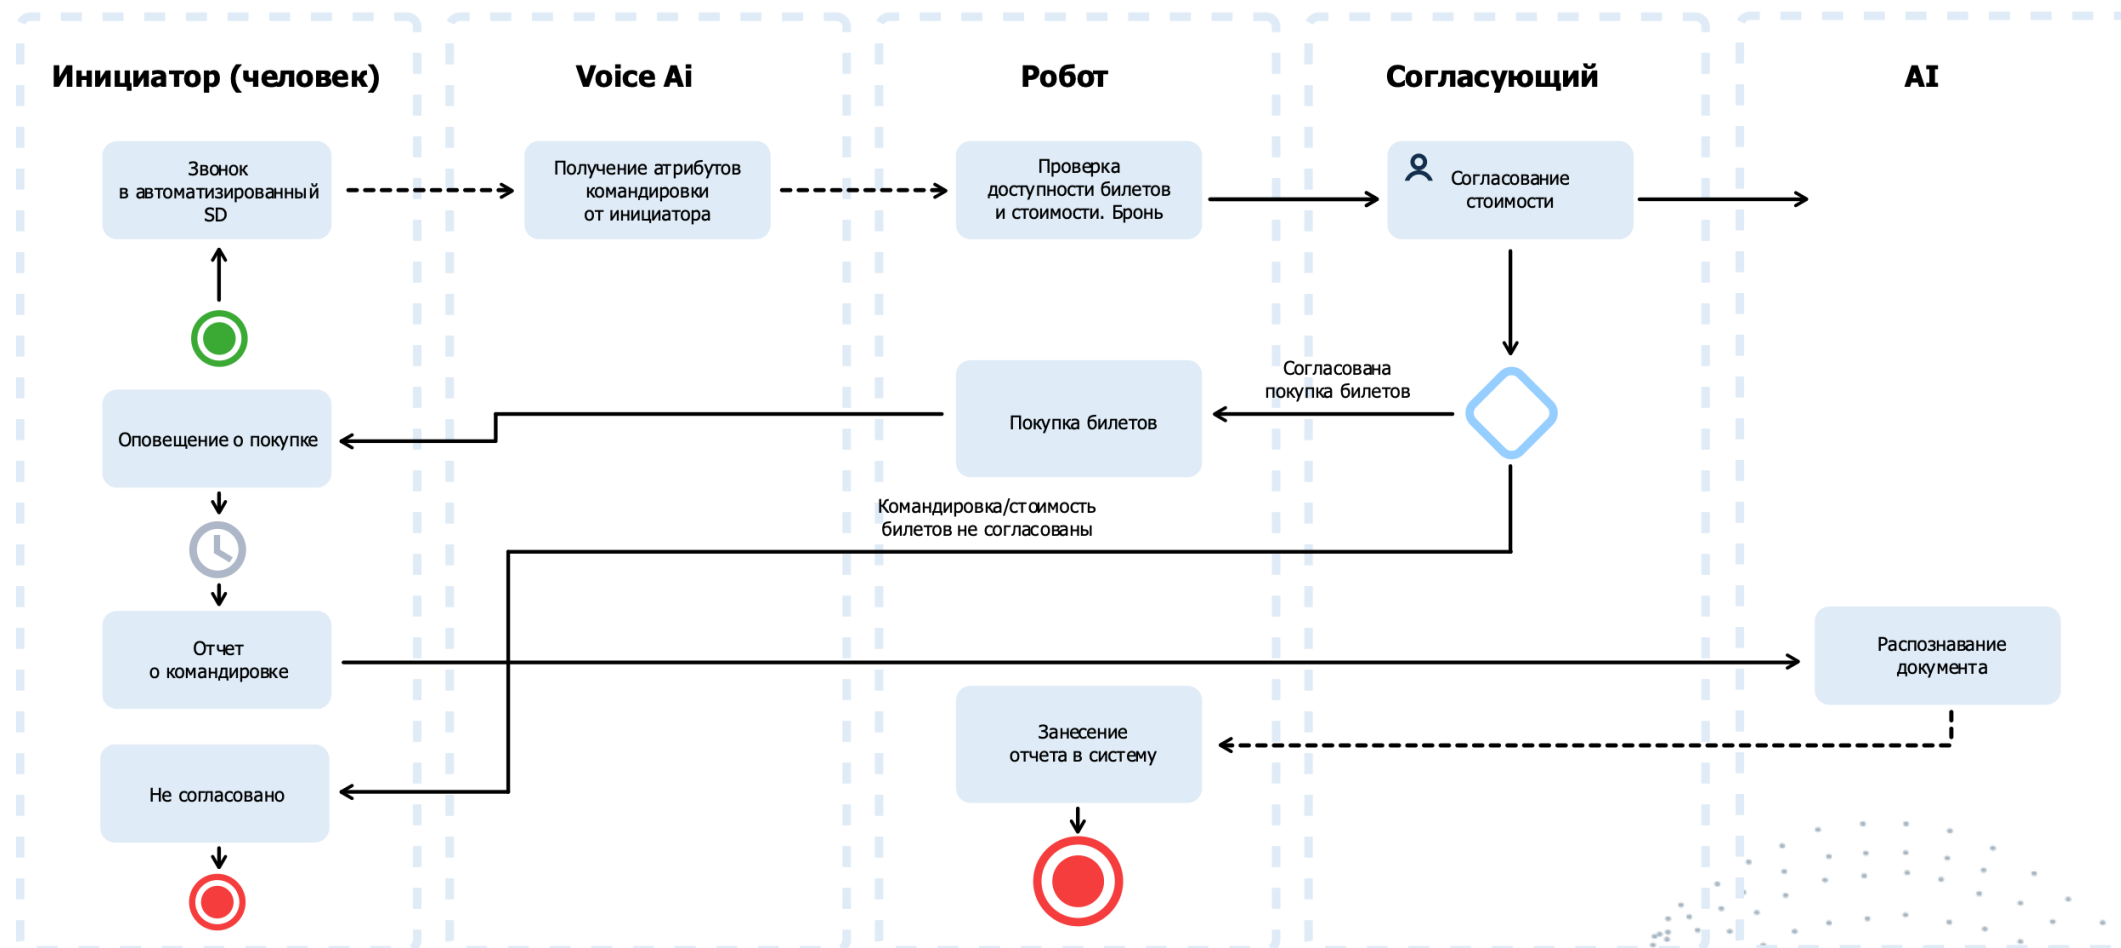 Инициатор (человек)
Voice Ai
Робот
Согласующий
AI
Звонок
в автоматизированный
SD
Получение атрибутов
командировки
от инициатора
Проверка
доступности билетов
и стоимости. Бронь
Согласование
стоимости
Согласована
покупка билетов
Покупка билетов
Оповещение о покупке
Командировка/стоимость
билетов не согласованы
Отчет
о командировке
Распознавание
документа
Занесение
отчета в систему
Не согласовано